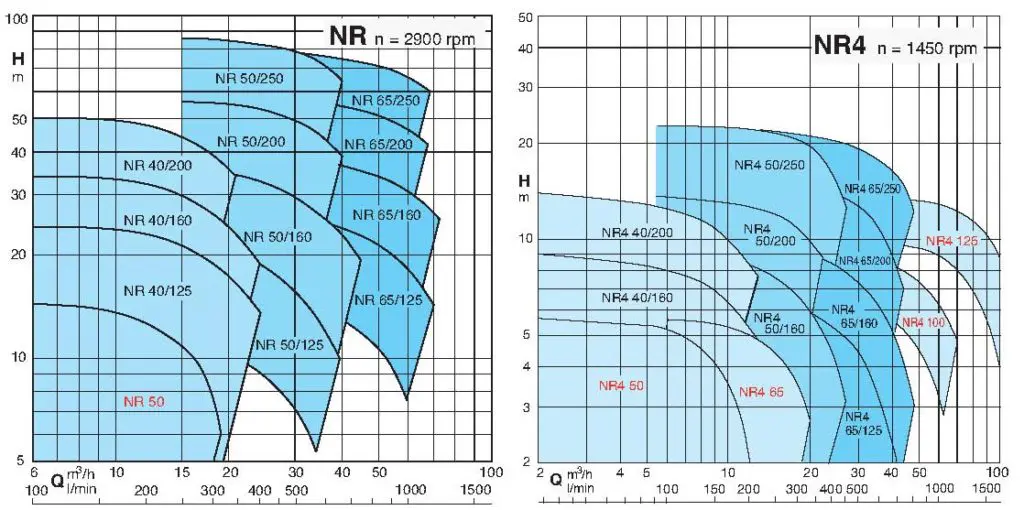 100
H
m
50
40
30
20
10
5
NR n = 2900 rpm
NR 50/250
NR 65/250
NR 50/200
NR 65/200
NR 40/200
NR 40/160
NR 50/160
NR 65/160
NR 40/125
NR 65/125
NR 50/125
NR 50
6 10 15 20 30 40 50 100
Q m³/h
l/min
100 200 300 400 500 1000 1500
50
40
30
20
H
m
10
5
4
3
2
NR4 n = 1450 rpm
NR4 50/250
NR4 65/250
NR4 40/200
NR4
50/200
NR4 65/200
NR4 125
NR4 40/160
NR4
50/160
NR4
65/160
NR4 100
NR4 50
NR4 65
NR4
65/125
2 4 5 10 20 30 40 50 100
Q m³/h
l/min
50 100 150 200 300 400 500 1000 1500